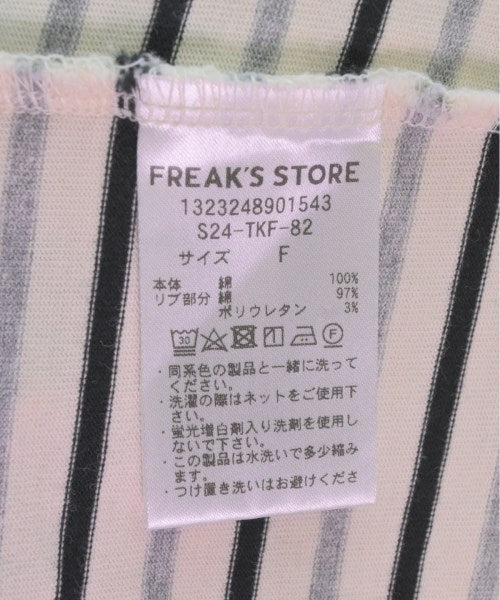 FREAK'S STORE
1323248901543
S24-TKF-82
サイズ F
本体 綿 100%
リブ部分 綿 97%
ポリウレタン 3%
30 F
・同系色の製品と一緒に洗って
ください。
・洗濯の際はネットをご使用下
さい。
・蛍光増白剤入り洗剤を使用し
ないで下さい。
・この製品は水洗いで多少縮み
ます。
・つけ置き洗いはお避けくださ